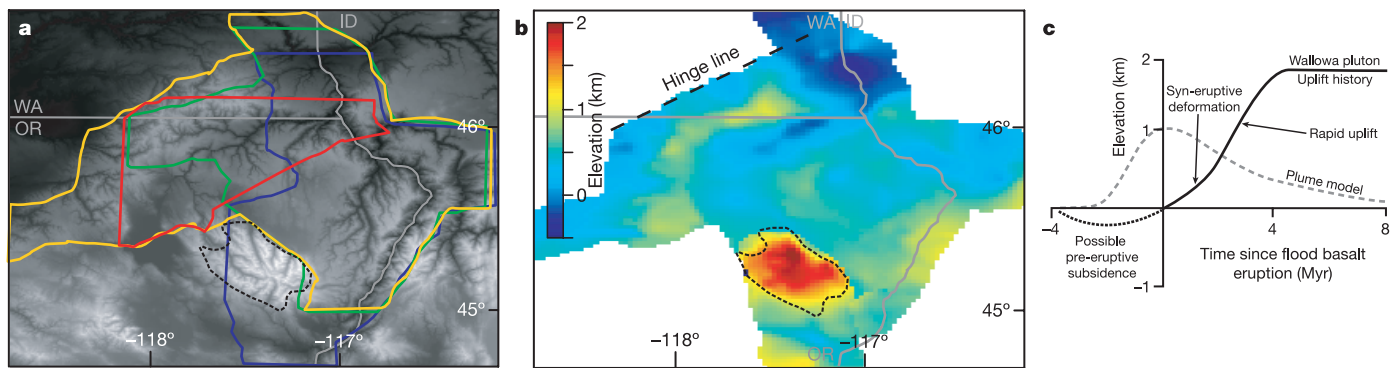 a
ID
WA
OR
46°
45°
–118°
–117°
b
WA
ID
Hinge line
2
1
0
Elevation (km)
46°
45°
–118°
–117°
OR
c
2
Elevation (km)
1
–1
–4
0
4
8
Wallowa pluton
Uplift history
Syn-eruptive
deformation
Rapid uplift
Plume model
Possible
pre-eruptive
subsidence
Time since flood basalt
eruption (Myr)